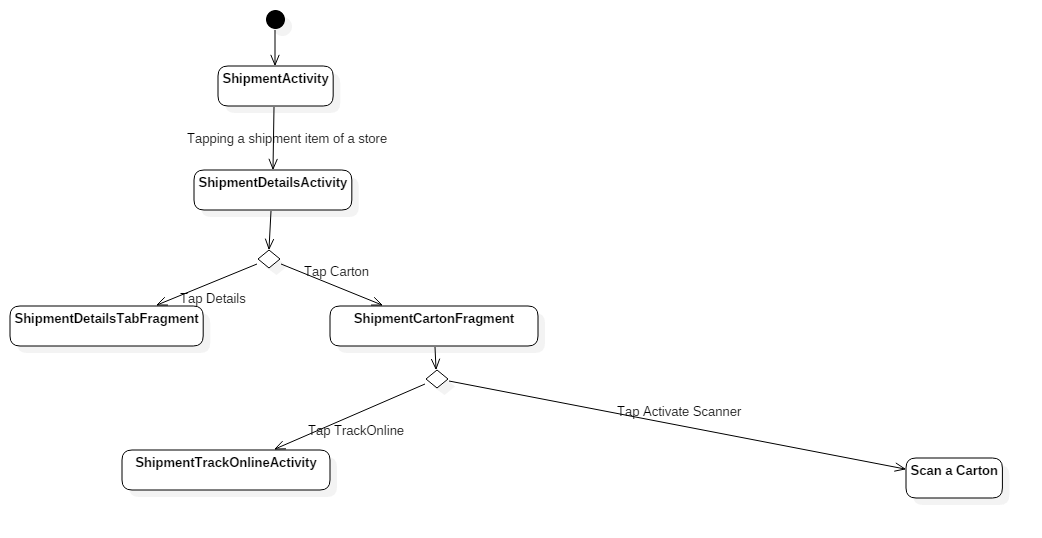 ShipmentActivity
Tapping a shipment item of a store
ShipmentDetailsActivity
Tap Carton
Tap Details
ShipmentDetailsTabFragment
ShipmentCartonFragment
Tap Activate Scanner
Tap TrackOnline
ShipmentTrackOnlineActivity
Scan a Carton